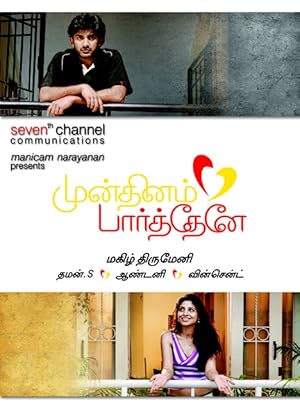 seventh channel
communications
manicam narayanan
presents
முன்தினம்
பார்த்தேனே
மகிழ் திருமேனி
தமன்.S ஆண்டனி வின்சென்ட்